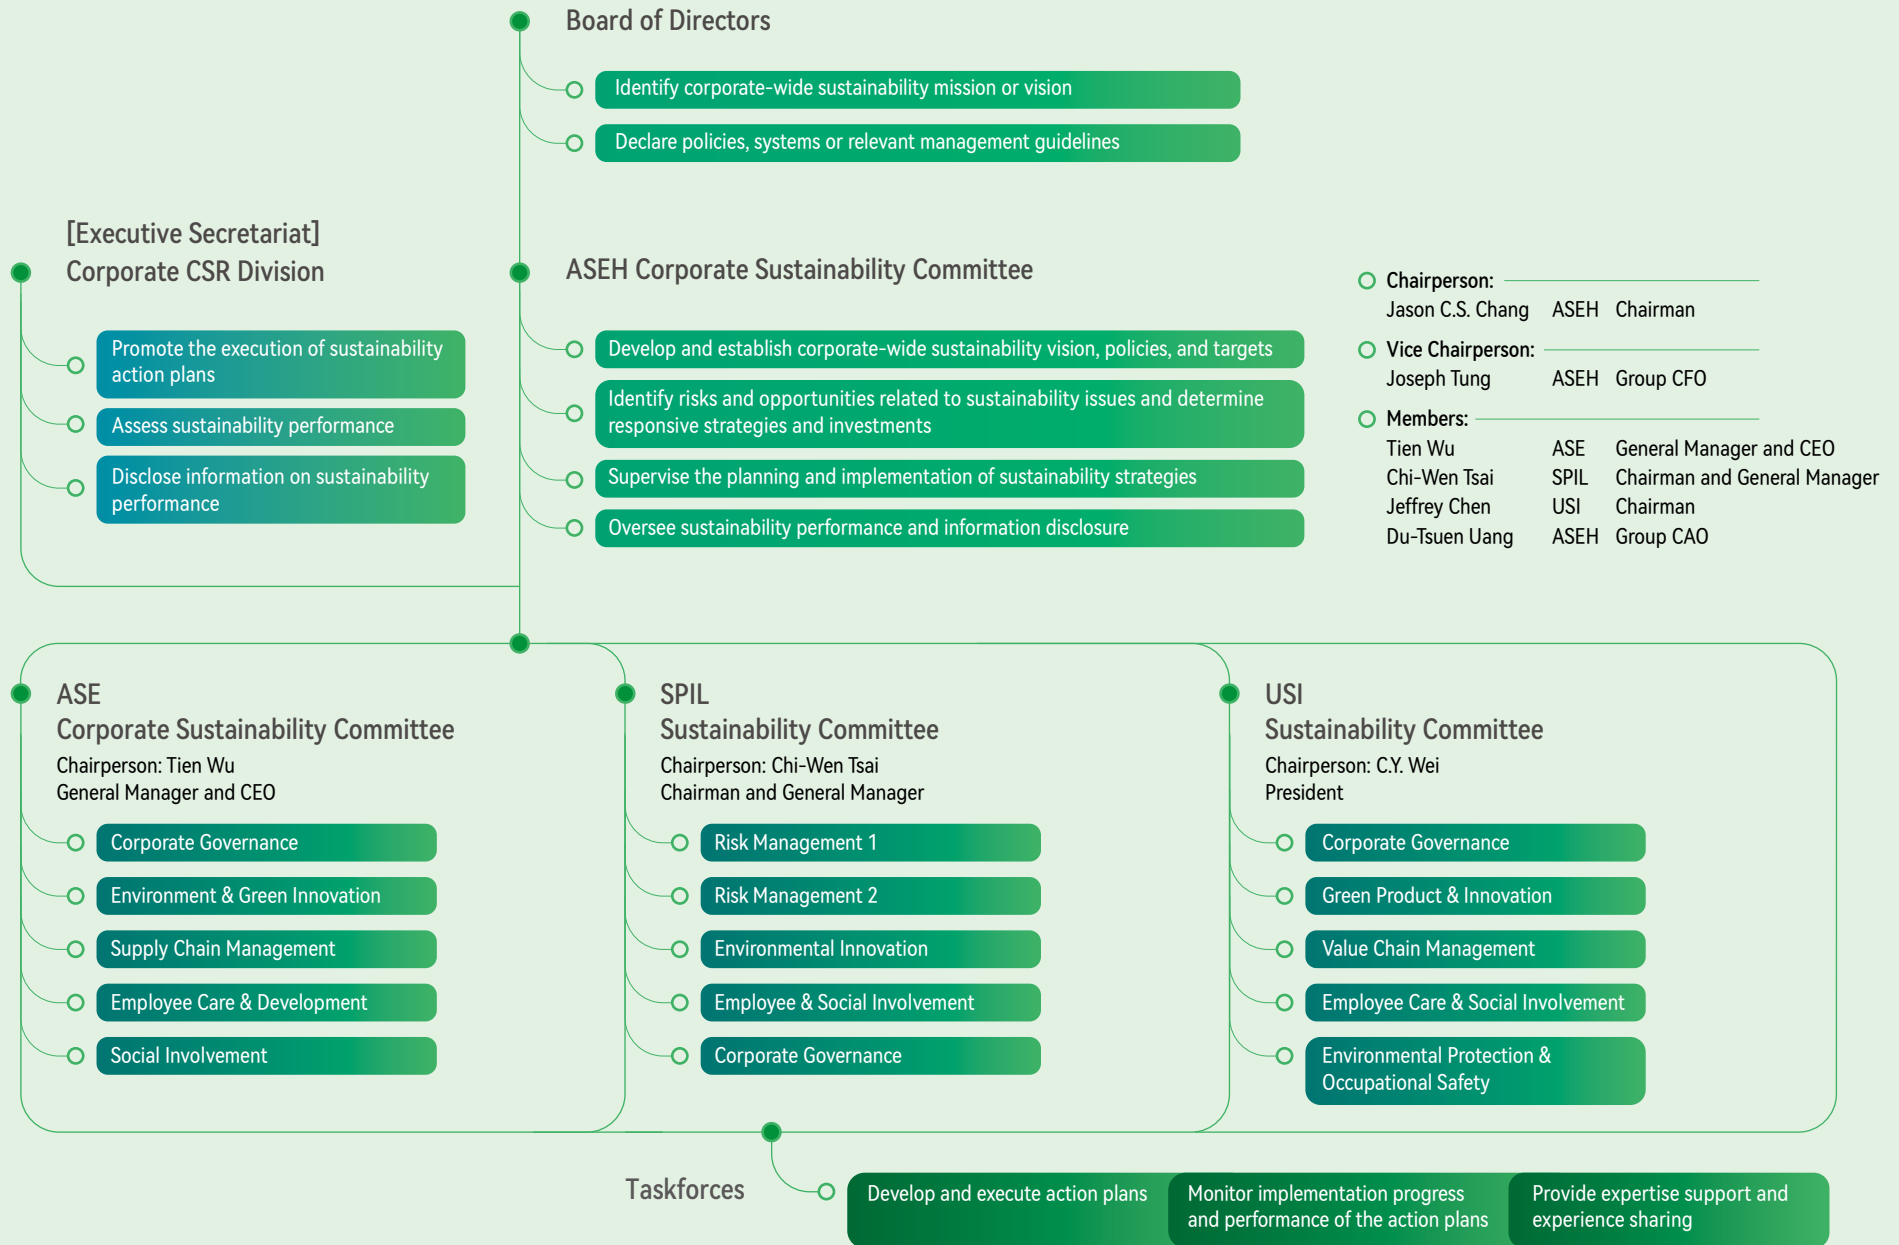 Board of Directors
Identify corporate-wide sustainability mission or vision
Declare policies, systems or relevant management guidelines
[Executive Secretariat]
Corporate CSR Division
Promote the execution of sustainability
action plans
Assess sustainability performance
Disclose information on sustainability
performance
ASEH Corporate Sustainability Committee
Develop and establish corporate-wide sustainability vision, policies, and targets
Identify risks and opportunities related to sustainability issues and determine
responsive strategies and investments
Supervise the planning and implementation of sustainability strategies
Oversee sustainability performance and information disclosure
Chairperson:
Jason C.S. Chang ASEH Chairman
Vice Chairperson:
Joseph Tung ASEH Group CFO
Members:
Tien Wu ASE General Manager and CEO
Chi-Wen Tsai SPIL Chairman and General Manager
Jeffrey Chen USI Chairman
Du-Tsuen Uang ASEH Group CAO
ASE
Corporate Sustainability Committee
Chairperson: Tien Wu
General Manager and CEO
Corporate Governance
Environment & Green Innovation
Supply Chain Management
Employee Care & Development
Social Involvement
SPIL
Sustainability Committee
Chairperson: Chi-Wen Tsai
Chairman and General Manager
Risk Management 1
Risk Management 2
Environmental Innovation
Employee & Social Involvement
Corporate Governance
USI
Sustainability Committee
Chairperson: C.Y. Wei
President
Corporate Governance
Green Product & Innovation
Value Chain Management
Employee Care & Social Involvement
Environmental Protection &
Occupational Safety
Taskforces
Develop and execute action plans
Monitor implementation progress
and performance of the action plans
Provide expertise support and
experience sharing